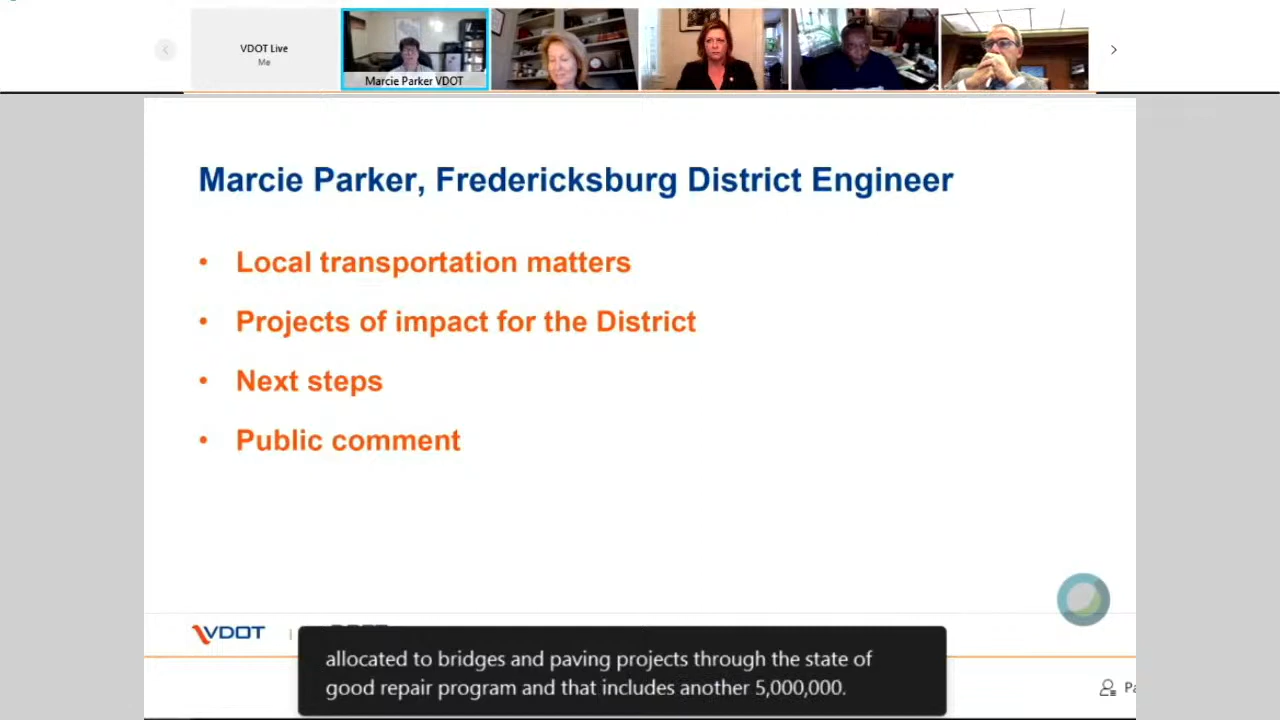 VDOT Live
Me
Marcie Parker VDOT
Marcie Parker, Fredericksburg District Engineer
• Local transportation matters
• Projects of impact for the District
• Next steps
• Public comment
VDOT
allocated to bridges and paving projects through the state of
good repair program and that includes another 5,000,000.